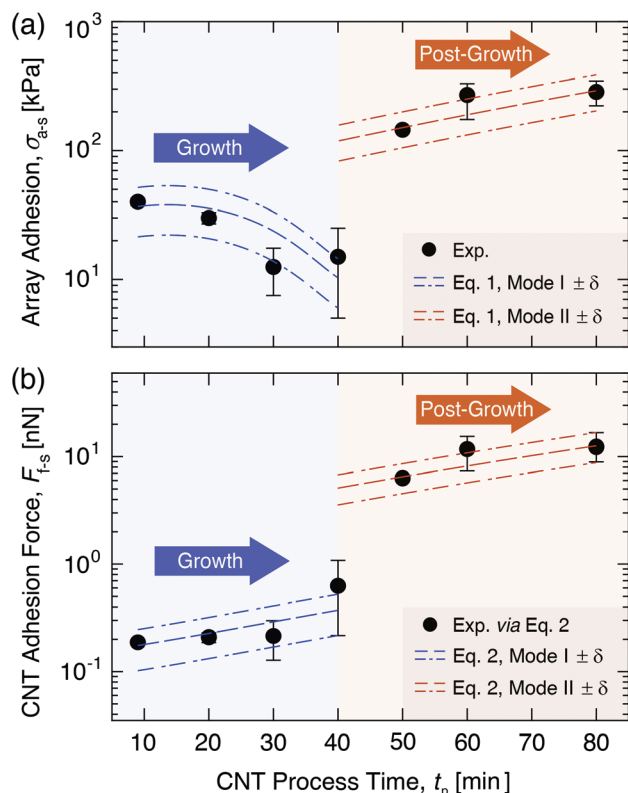 (a)
10³
10²
10¹
Array Adhesion, σₐ₋ₛ [kPa]
Growth
Post-Growth
Exp.
Eq. 1, Mode I ± δ
Eq. 1, Mode II ± δ
(b)
10¹
10⁰
10⁻¹
CNT Adhesion Force, F_f-s [nN]
Growth
Post-Growth
Exp. via Eq. 2
Eq. 2, Mode I ± δ
Eq. 2, Mode II ± δ
10 20 30 40 50 60 70 80
CNT Process Time, tₚ [min]